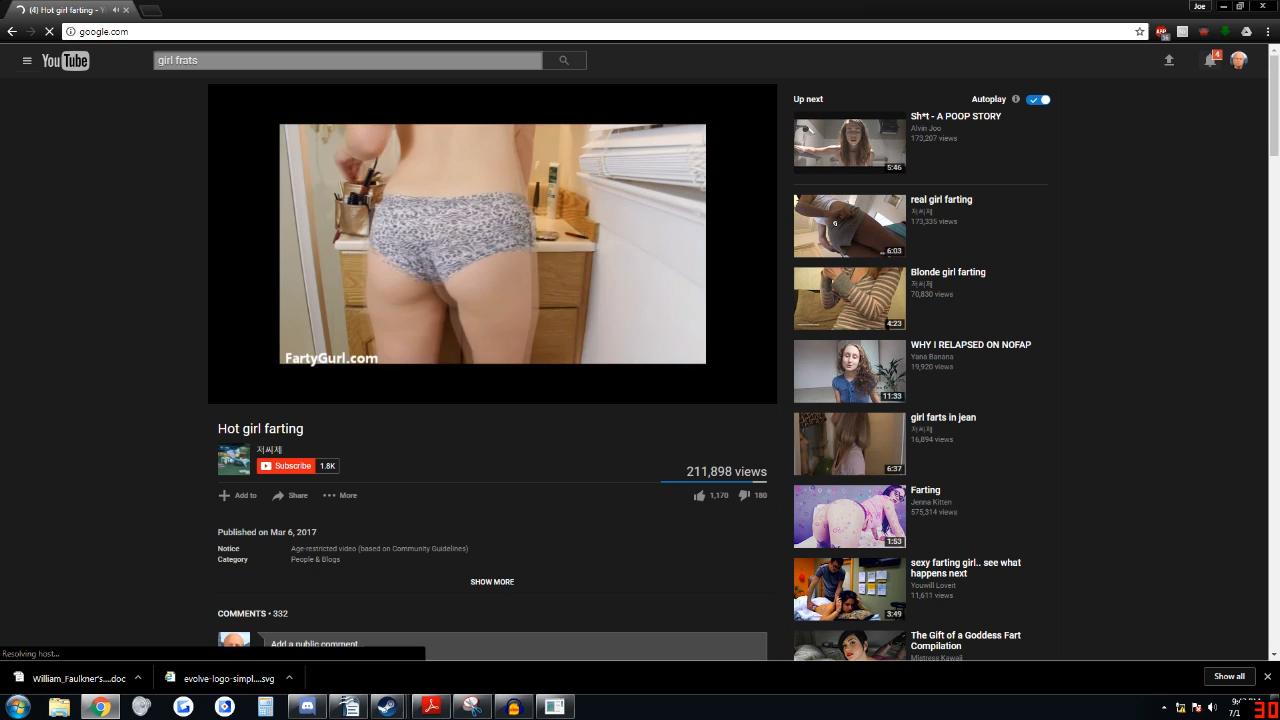 (4) Hot girl farting - Y
Joe
google.com
YouTube
girl frats
4
Up next
Autoplay
Sh*t - A POOP STORY
Alvin Joo
173,207 views
5:46
real girl farting
저씨제
173,335 views
6:03
Blonde girl farting
저씨제
70,830 views
4:23
WHY I RELAPSED ON NOFAP
Yana Banana
19,920 views
11:33
girl farts in jean
저씨제
16,894 views
6:37
Farting
Jenna Kitten
575,314 views
1:53
sexy farting girl.. see what
happens next
Youwill Loveit
11,611 views
3:49
The Gift of a Goddess Fart
Compilation
Mistress Kawaii
FartyGurl.com
Hot girl farting
저씨제
Subscribe 1.8K
211,898 views
Add to Share More
1,170 180
Published on Mar 6, 2017
Notice Age-restricted video (based on Community Guidelines)
Category People & Blogs
SHOW MORE
COMMENTS • 332
Add a public comment...
Resolving host...
William_Faulkner's....doc
evolve-logo-simpl....svg
Show all
30